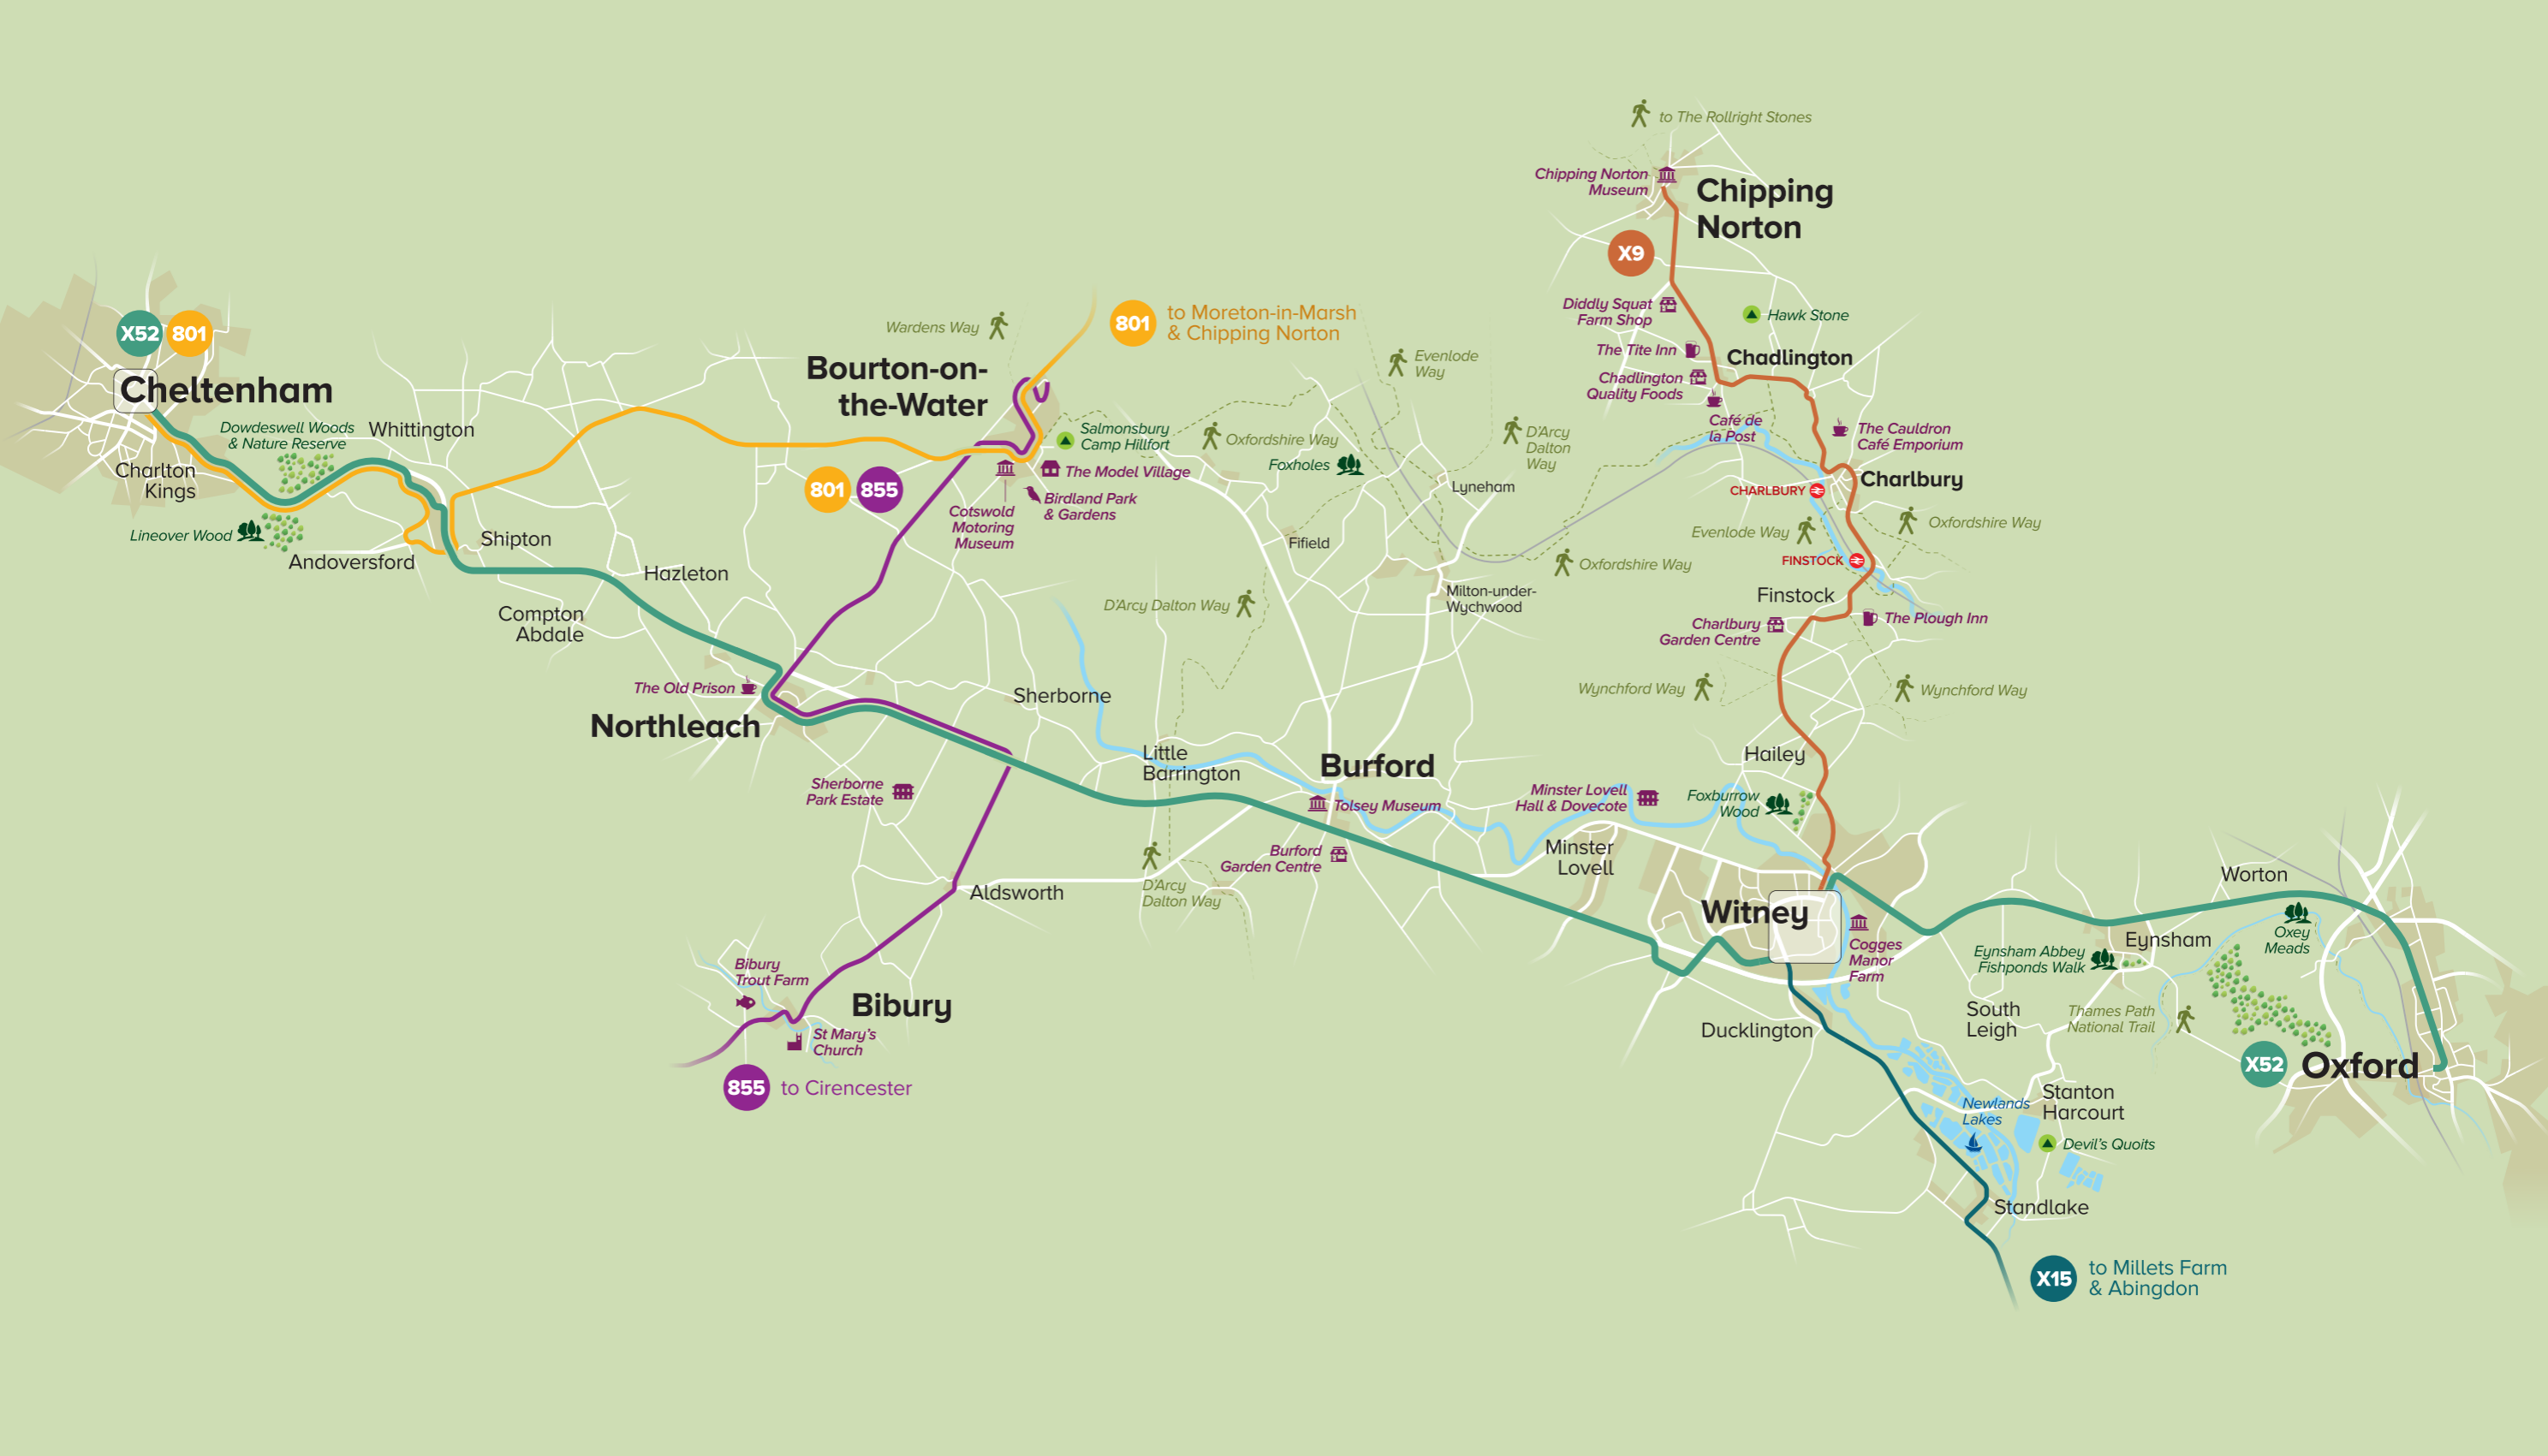 to The Rollright Stones
Chipping Norton
Museum
Chipping
Norton
X9
Diddly Squat
Farm Shop
Hawk Stone
The Tite Inn
Chadlington
Chadlington
Quality Foods
Café de
la Post
The Cauldron
Café Emporium
Charlbury
CHARLBURY
Evenlode Way
Oxfordshire Way
FINSTOCK
Finstock
The Plough Inn
Charlbury
Garden Centre
Wynchford Way
Wynchford Way
Hailey
Foxburrow
Wood
X52
801
Cheltenham
Dowdeswell Woods
& Nature Reserve
Whittington
Charlton
Kings
Lineover Wood
Andoversford
Shipton
Hazleton
Compton
Abdale
Wardens Way
801
to Moreton-in-Marsh
& Chipping Norton
Bourton-on-
the-Water
Salmonsbury
Camp Hillfort
The Model Village
Birdland Park
& Gardens
Cotswold
Motoring
Museum
801
855
Evenlode
Way
Oxfordshire Way
Foxholes
D'Arcy
Dalton
Way
Lyneham
Fifield
Oxfordshire Way
Milton-under-
Wychwood
D'Arcy Dalton Way
The Old Prison
Northleach
Sherborne
Sherborne
Park Estate
Little
Barrington
Burford
Tolsey Museum
Burford
Garden Centre
Minster Lovell
Hall & Dovecote
Minster
Lovell
D'Arcy
Dalton Way
Aldsworth
Bibury
Trout Farm
Bibury
St Mary's
Church
855
to Cirencester
Witney
Cogges
Manor
Farm
Ducklington
Worton
Oxey
Meads
Eynsham
Eynsham Abbey
Fishponds Walk
South
Leigh
Thames Path
National Trail
X52
Oxford
Stanton
Harcourt
Newlands
Lakes
Devil's Quoits
Standlake
X15
to Millets Farm
& Abingdon